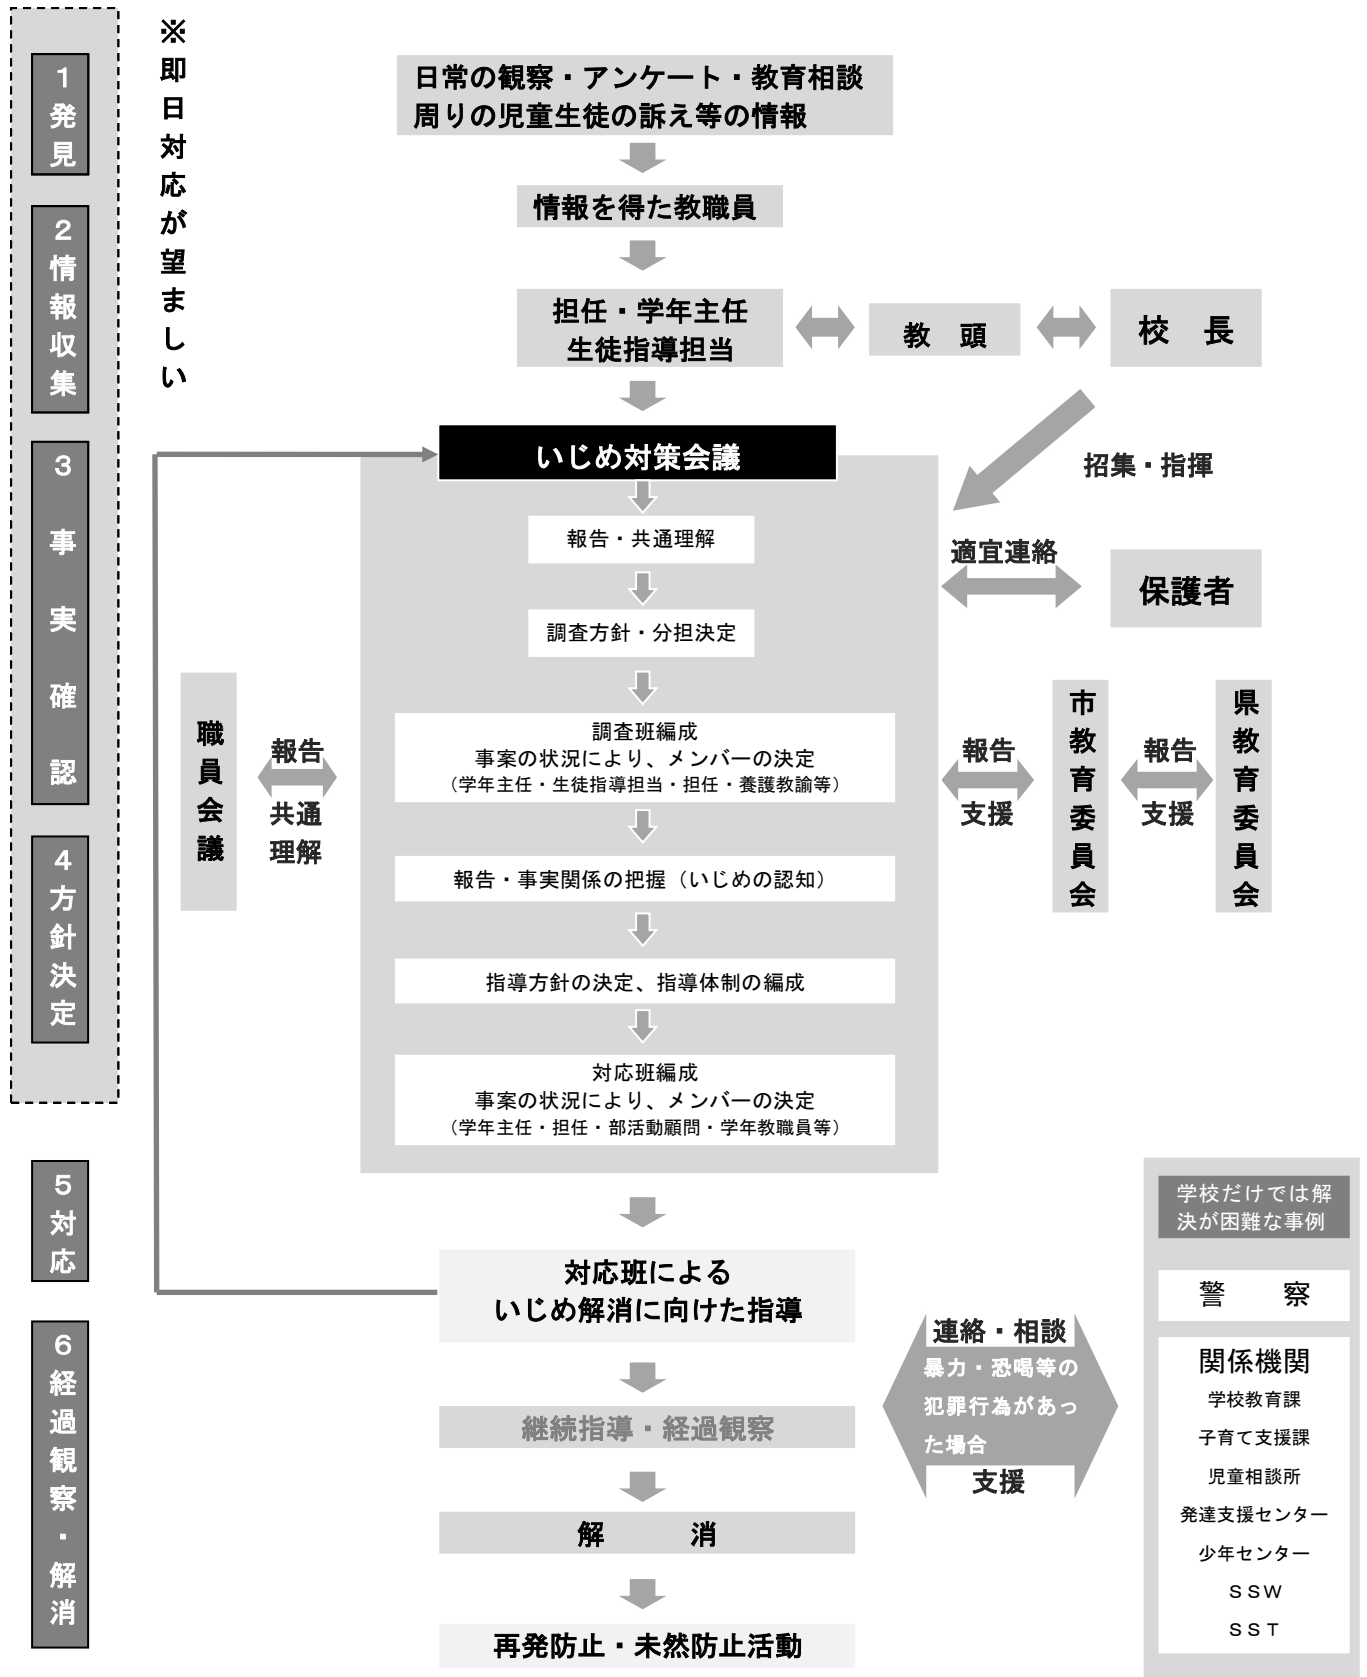 ※即日対応が望ましい
1発見
2情報収集
3事実確認
4方針決定
5対応
6経過観察・解消
日常の観察・アンケート・教育相談
周りの児童生徒の訴え等の情報
情報を得た教職員
担任・学年主任
生徒指導担当
教　頭
校　長
招集・指揮
いじめ対策会議
報告・共通理解
調査方針・分担決定
調査班編成
事案の状況により、メンバーの決定
（学年主任・生徒指導担当・担任・養護教諭等）
報告・事実関係の把握（いじめの認知）
指導方針の決定、指導体制の編成
対応班編成
事案の状況により、メンバーの決定
（学年主任・担任・部活動顧問・学年教職員等）
職員会議
報告
共通
理解
適宜連絡
保護者
報告
支援
市教育委員会
報告
支援
県教育委員会
対応班による
いじめ解消に向けた指導
継続指導・経過観察
解　　消
再発防止・未然防止活動
連絡・相談
暴力・恐喝等の
犯罪行為があっ
た場合
支援
学校だけでは解
決が困難な事例
警　　察
関係機関
学校教育課
子育て支援課
児童相談所
発達支援センター
少年センター
ＳＳＷ
ＳＳＴ